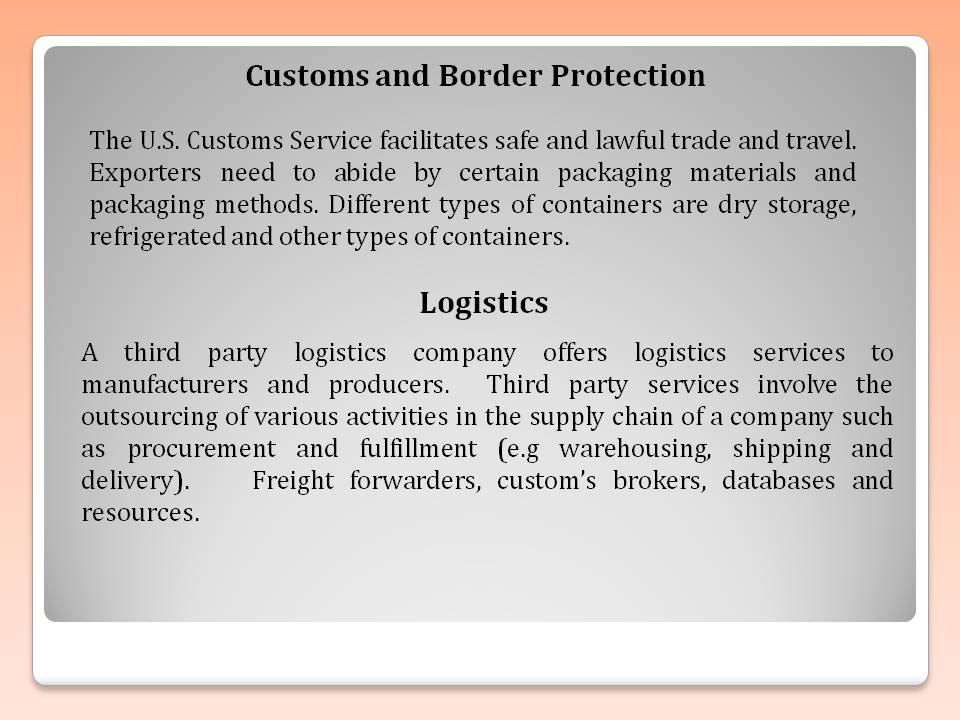 Customs and Border Protection
The U.S. Customs Service facilitates safe and lawful trade and travel.
Exporters need to abide by certain packaging materials and
packaging methods. Different types of containers are dry storage,
refrigerated and other types of containers.
Logistics
A third party logistics company offers logistics services to
manufacturers and producers. Third party services involve the
outsourcing of various activities in the supply chain of a company such
as procurement and fulfillment (e.g warehousing, shipping and
delivery). Freight forwarders, custom’s brokers, databases and
resources.